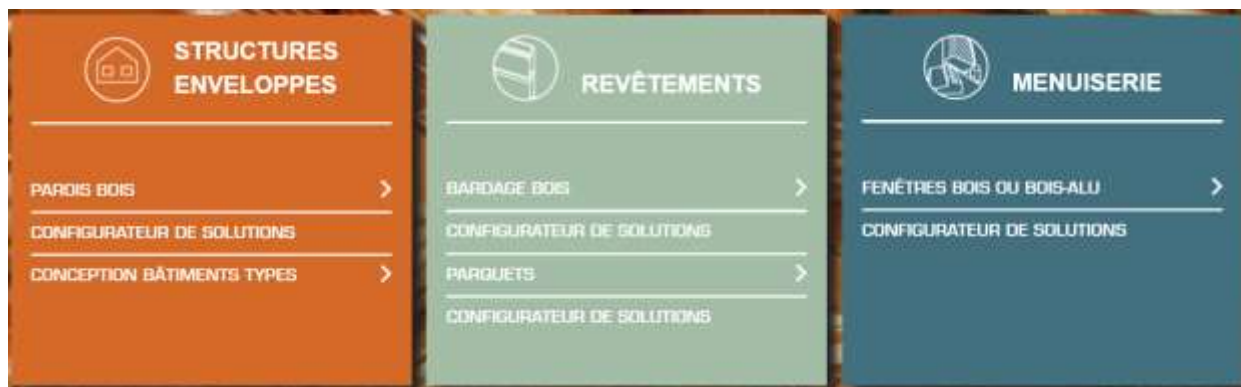 STRUCTURES
ENVELOPPES
PAROIS BOIS
CONFIGURATEUR DE SOLUTIONS
CONCEPTION BÂTIMENTS TYPES
REVÊTEMENTS
BARDAGE BOIS
CONFIGURATEUR DE SOLUTIONS
PARQUETS
CONFIGURATEUR DE SOLUTIONS
MENUISERIE
FENÊTRES BOIS OU BOIS-ALU
CONFIGURATEUR DE SOLUTIONS